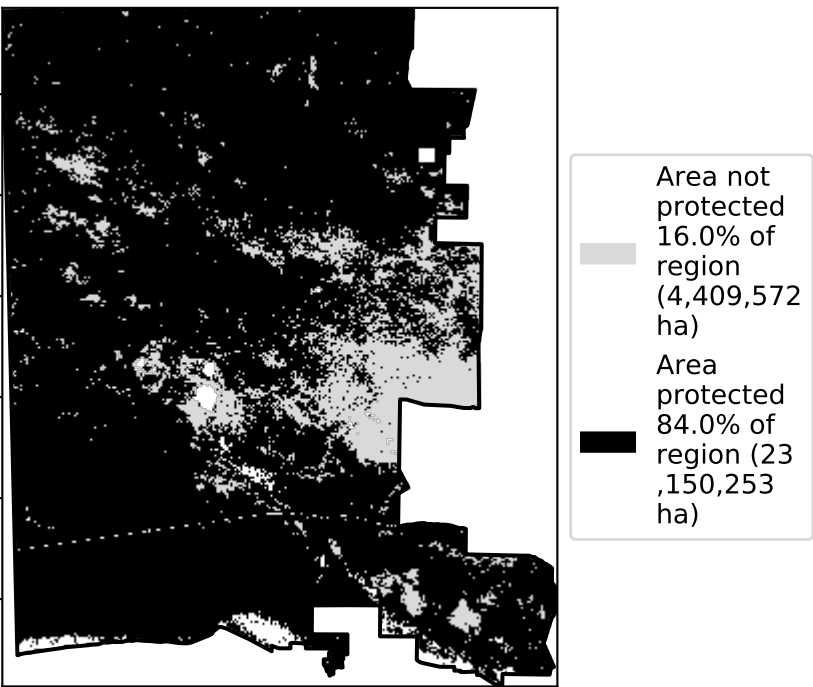 Area not
protected
16.0% of
region
(4,409,572
ha)
Area
protected
84.0% of
region (23
,150,253
ha)